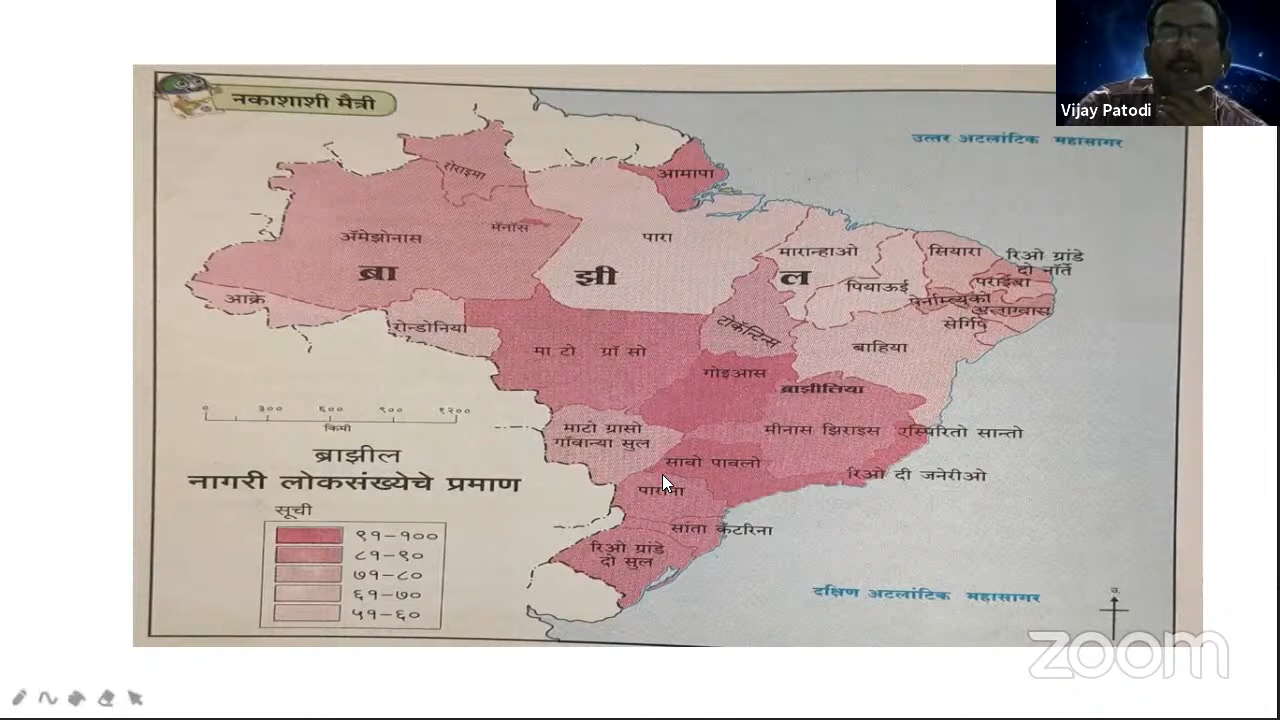 Vijay Patodi
नकाशाशी मैत्री
उत्तर अटलांटिक महासागर
रोराइमा
आमापा
अ‍ॅमेझोनास
मॅनॉस
पारा
मारान्हाओ
सियारा
रिओ ग्रांडे
दो नॉर्ते
ब्रा झी ल
पराईबा
पियाऊई
पेर्नाम्ब्युको
अलाग्वास
आक्रे
रोन्डोनिया
टोकँटिन्स
सेर्गिपे
मा टो ग्रॉ सो
बाहिया
गोइआस
ब्राझीलिया
माटो ग्रासो
मीनास झिराइस
एस्पिरितो सान्तो
सावो पावलो
रिओ दी जनेरीओ
पाराना
सांता कॅटरिना
रिओ ग्रांडे
दो सुल
० ३०० ६०० ९०० १२००
किमी
ब्राझील
नागरी लोकसंख्येचे प्रमाण
सूची
९१-१००
८१-९०
७१-८०
६१-७०
५१-६०
दक्षिण अटलांटिक महासागर
उ.
zoom